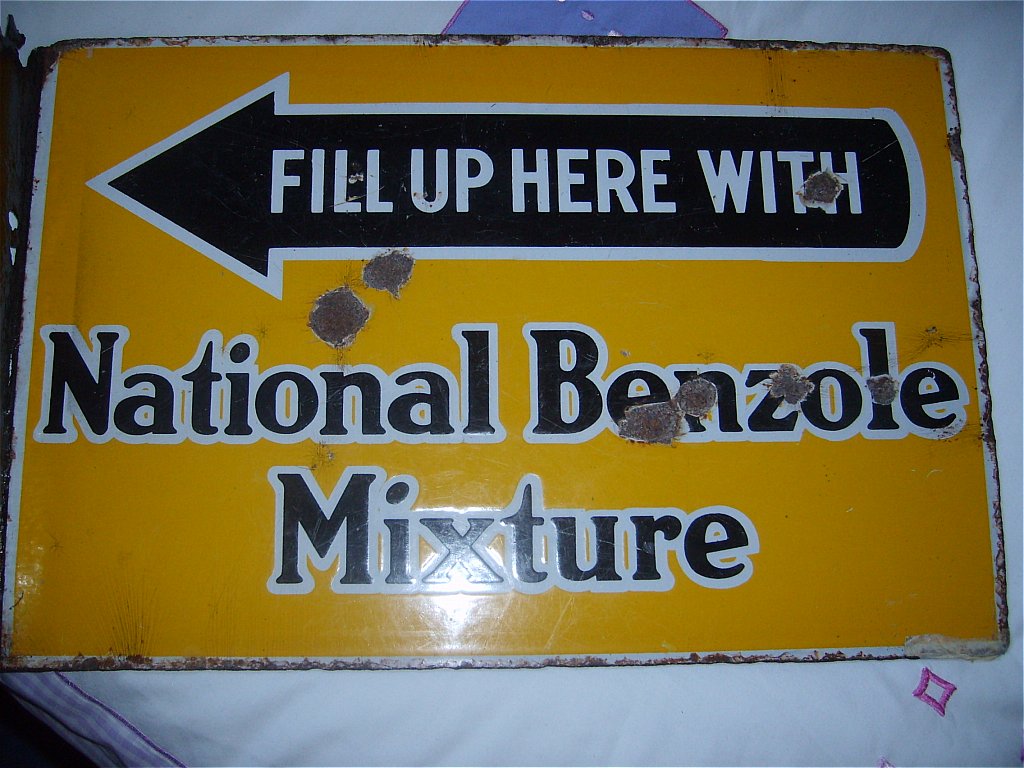 FILL UP HERE WITH
National Benzole
Mixture